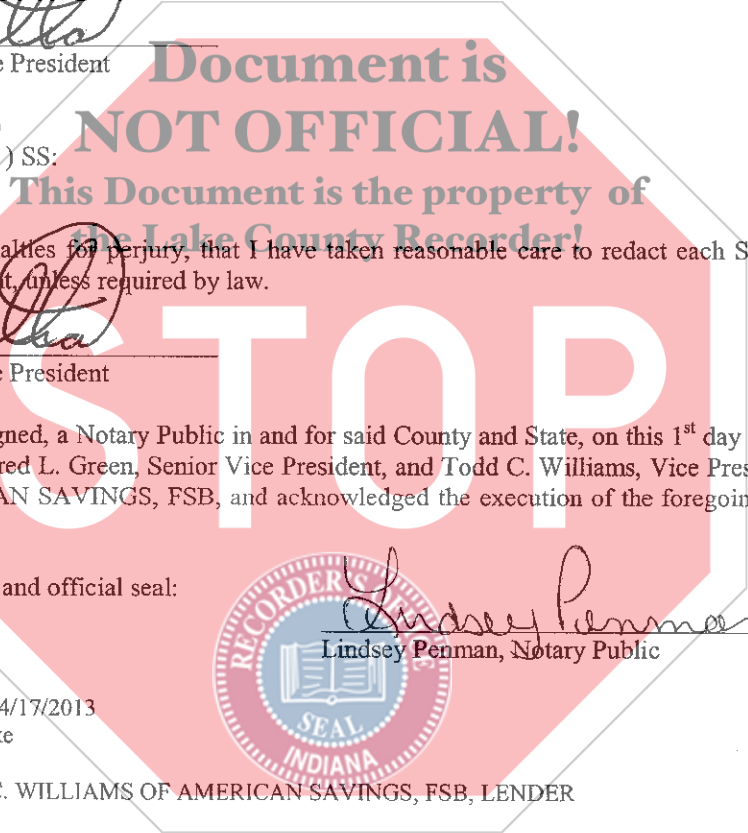 e President
Document is
NOT OFFICIAL!
) SS:
This Document is the property of
the Lake County Recorder!
alties for perjury, that I have taken reasonable care to redact each S
t, unless required by law.
STOP
e President
gned, a Notary Public in and for said County and State, on this 1st day
red L. Green, Senior Vice President, and Todd C. Williams, Vice Pres
AN SAVINGS, FSB, and acknowledged the execution of the foregoin
and official seal:
RECORDER'S OFFICE
Lindsey Penman
Lindsey Penman, Notary Public
SEAL
INDIANA
4/17/2013
ke
C. WILLIAMS OF AMERICAN SAVINGS, FSB, LENDER